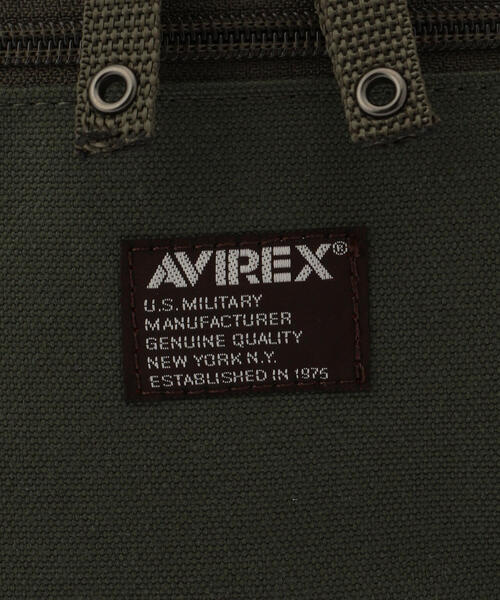 AVIREX®
U.S. MILITARY
MANUFACTURER
GENUINE QUALITY
NEW YORK N.Y.
ESTABLISHED IN 1975